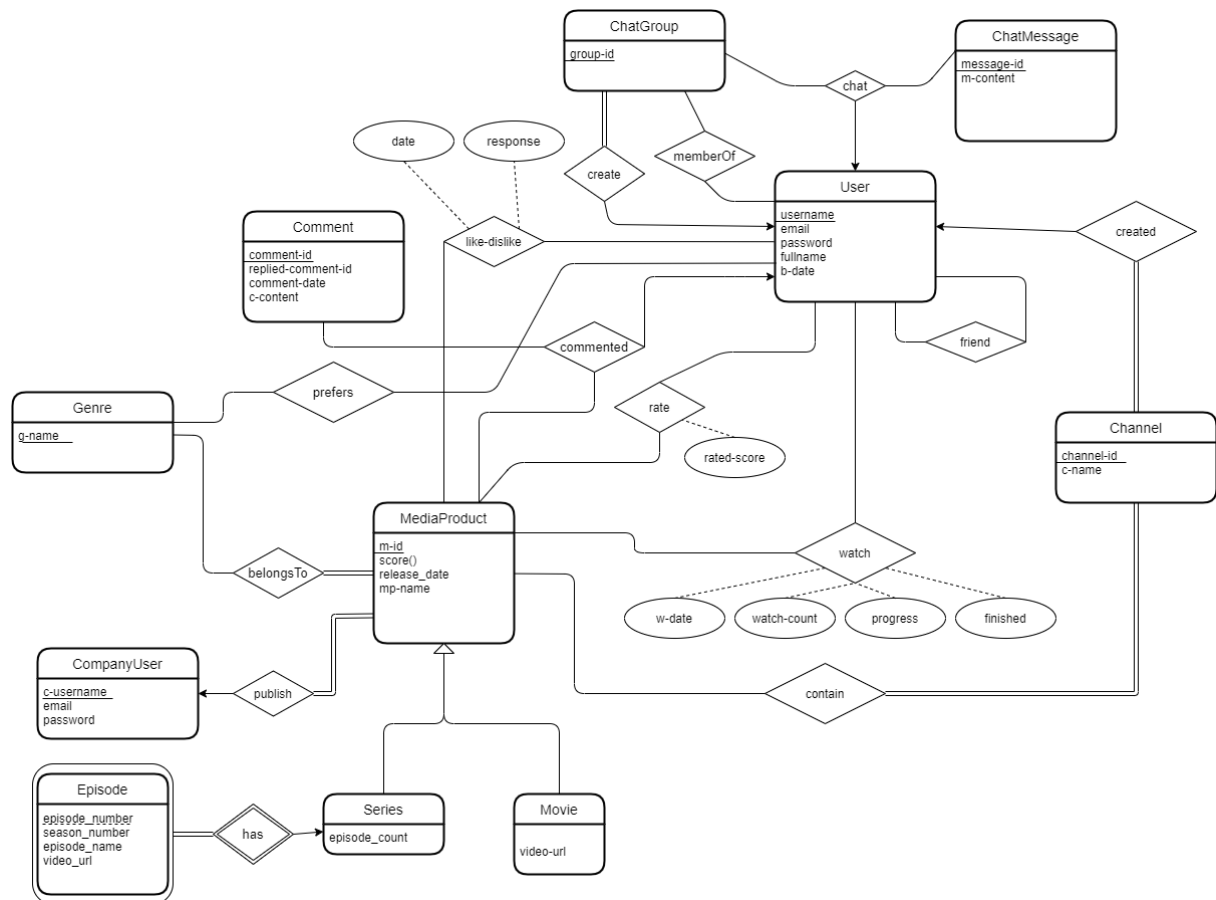 ChatGroup
group-id
ChatMessage
message-id
m-content
chat
date
response
create
memberOf
User
username
email
password
fullname
b-date
Comment
comment-id
replied-comment-id
comment-date
c-content
like-dislike
created
commented
friend
prefers
Genre
g-name
rate
rated-score
Channel
channel-id
c-name
MediaProduct
m-id
score()
release_date
mp-name
belongsTo
watch
w-date
watch-count
progress
finished
CompanyUser
c-username
email
password
publish
contain
Episode
episode_number
season_number
episode_name
video_url
has
Series
episode_count
Movie
video-url